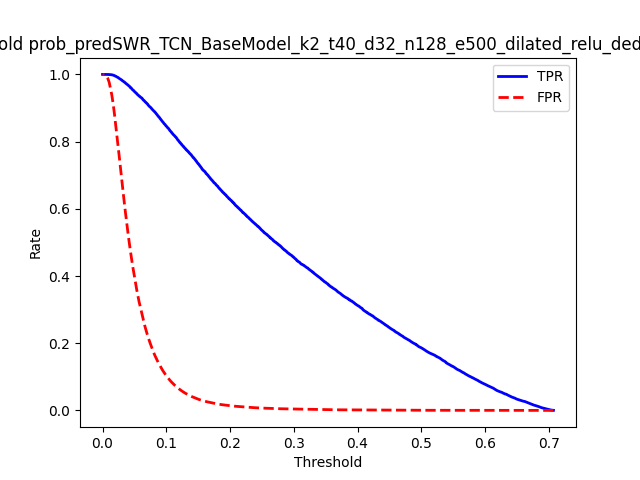 old prob_predSWR_TCN_BaseModel_k2_t40_d32_n128_e500_dilated_relu_ded
TPR
FPR
Rate
1.0
0.8
0.6
0.4
0.2
0.0
0.0 0.1 0.2 0.3 0.4 0.5 0.6 0.7
Threshold